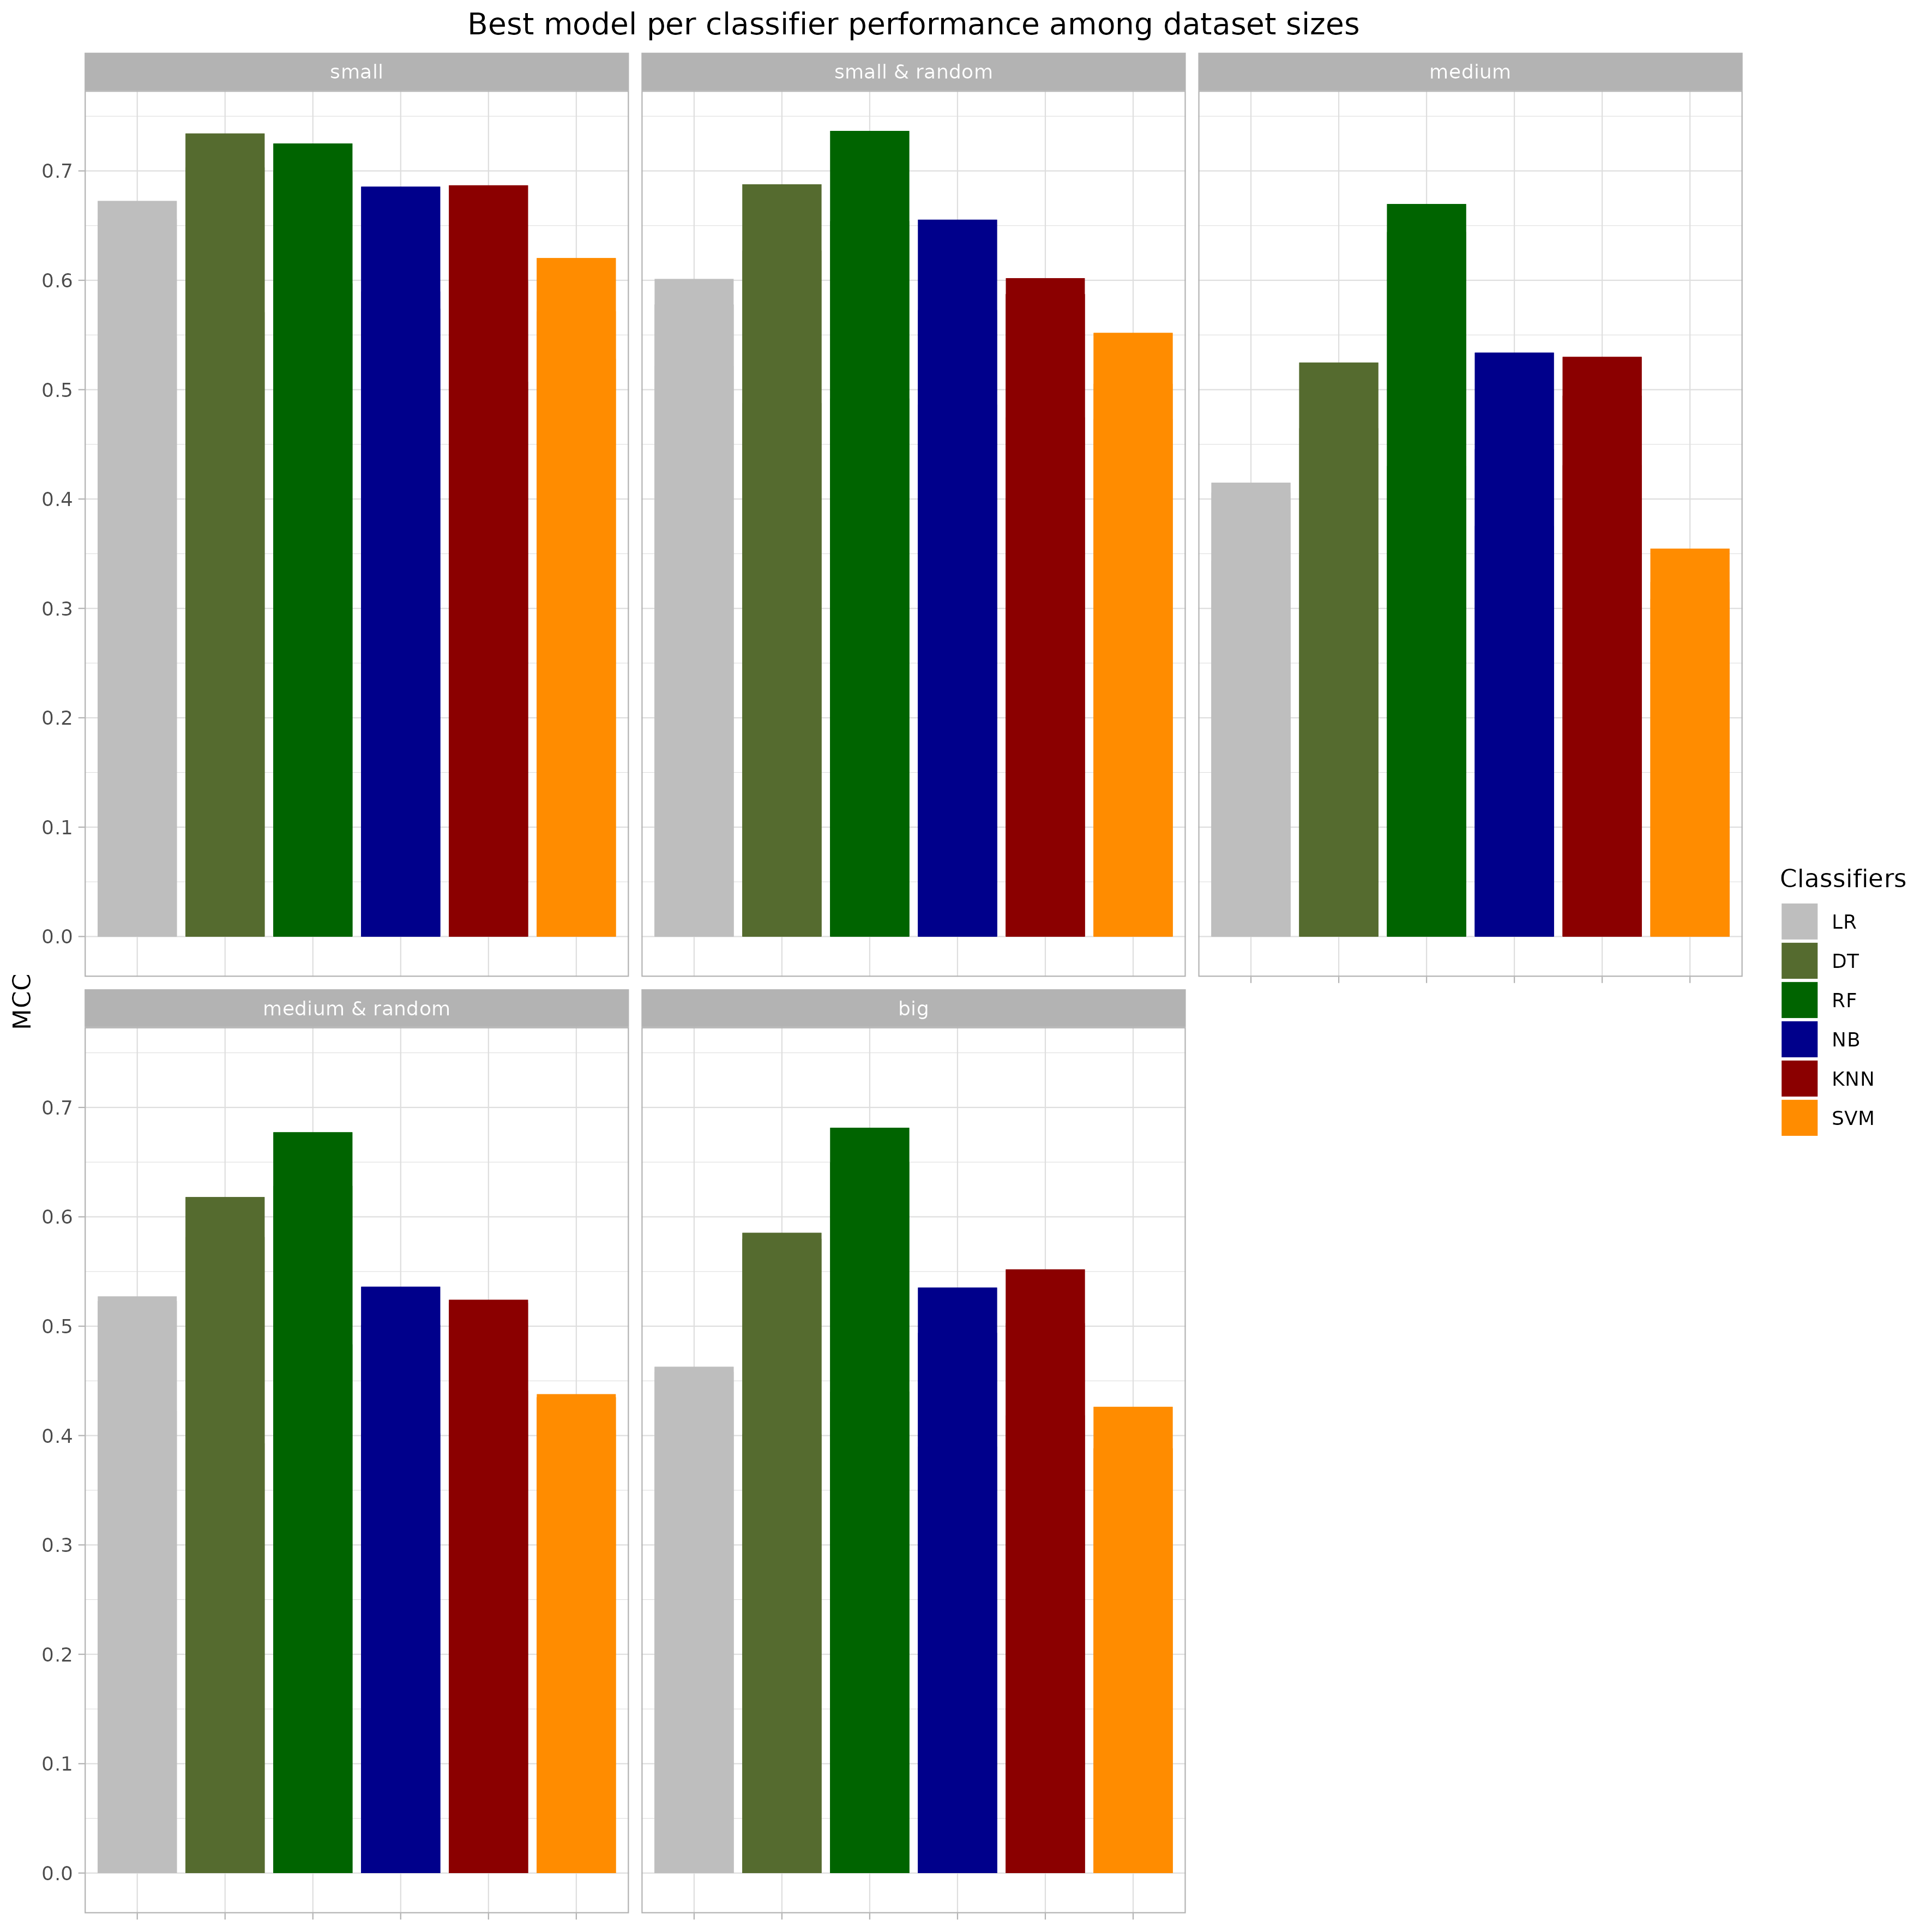 Best model per classifier performance among dataset sizes
small
small & random
medium
0.7
0.6
0.5
0.4
0.3
0.2
0.1
0.0
MCC
medium & random
big
0.7
0.6
0.5
0.4
0.3
0.2
0.1
0.0
Classifiers
LR
DT
RF
NB
KNN
SVM